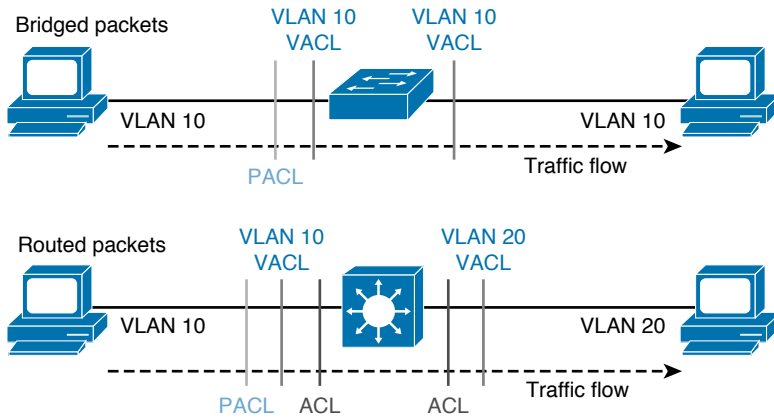 Bridged packets
VLAN 10
VACL
VLAN 10
VACL
VLAN 10
VLAN 10
PACL
Traffic flow
Routed packets
VLAN 10
VACL
VLAN 20
VACL
VLAN 10
VLAN 20
Traffic flow
PACL
ACL
ACL